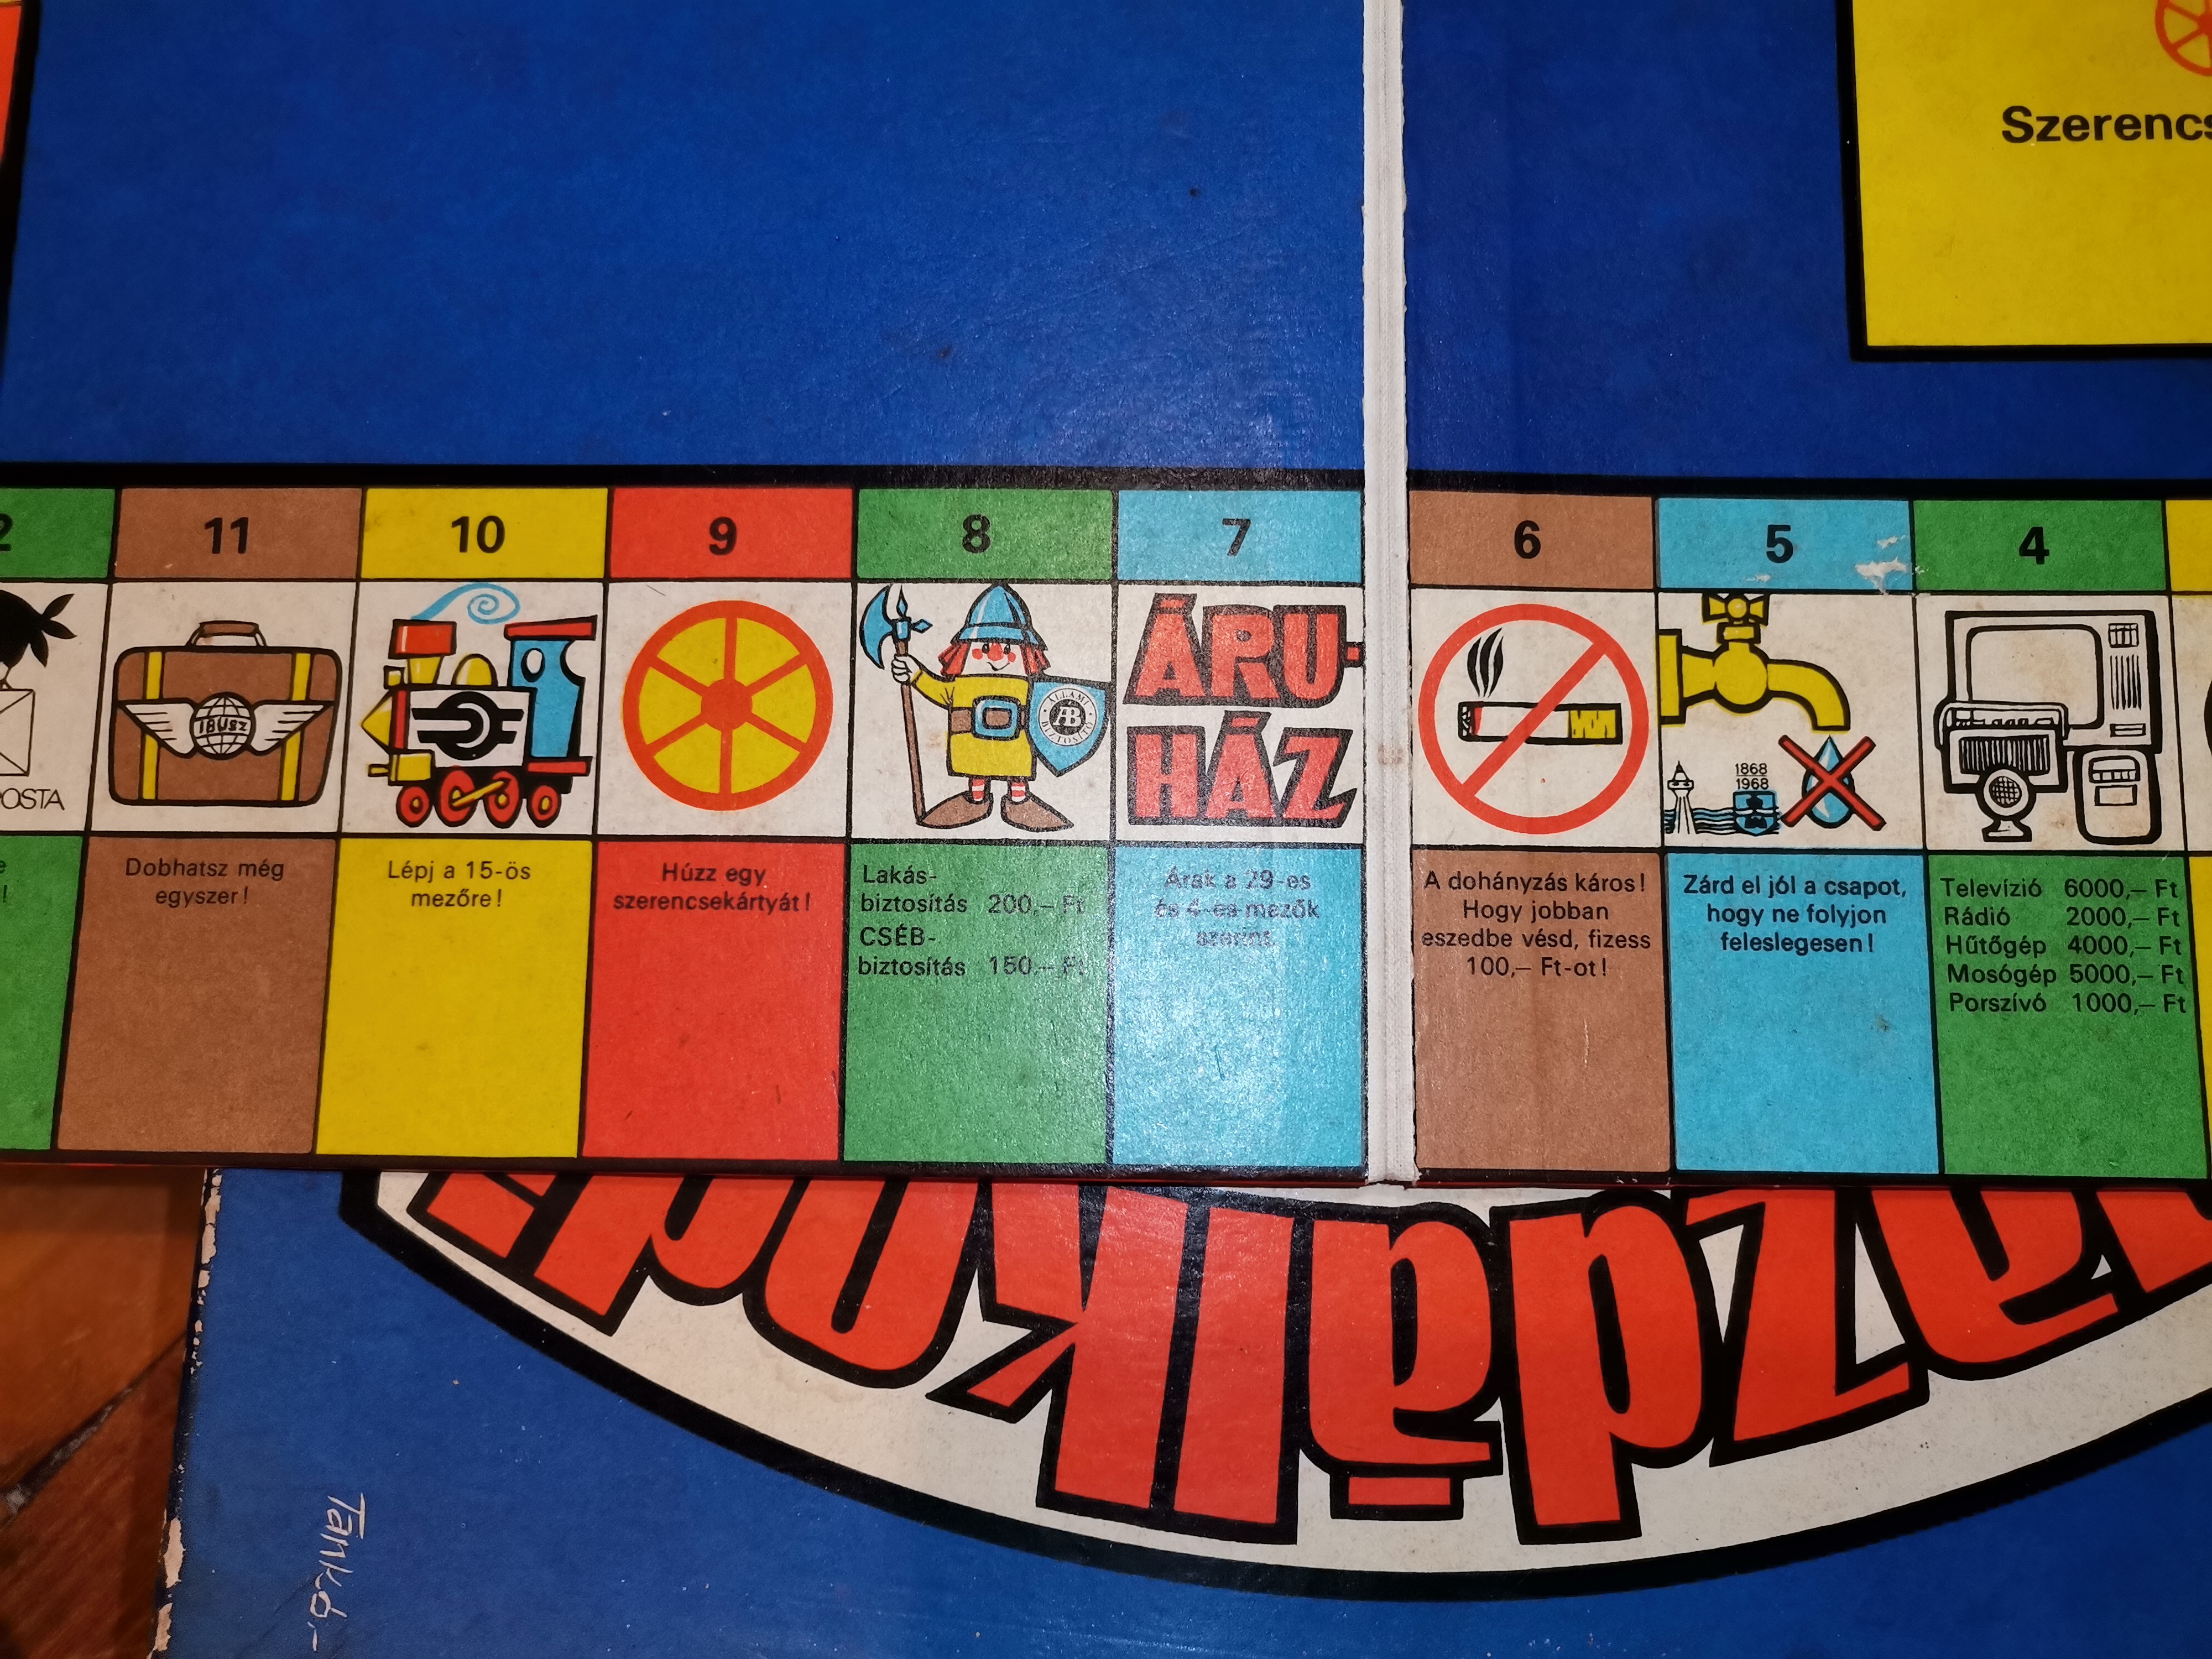 Szerencs
2
11
10
9
8
7
6
5
4
POSTA
IBUSZ
ÁLLAMI
ÁB
BIZTOSÍTÓ
ÁRU-
HÁZ
1868
1968
e
!
Dobhatsz még
egyszer!
Lépj a 15-ös
mezőre!
Húzz egy
szerencsekártyát!
Lakás-
biztosítás 200,— Ft
CSÉB-
biztosítás 150,— Ft
Árak a 29-es
és 4-es mezők
szerint.
A dohányzás káros!
Hogy jobban
eszedbe vésd, fizess
100,— Ft-ot!
Zárd el jól a csapot,
hogy ne folyjon
feleslegesen!
Televízió 6000,— Ft
Rádió 2000,— Ft
Hűtőgép 4000,— Ft
Mosógép 5000,— Ft
Porszívó 1000,— Ft
azdálkodj
Tankó.-